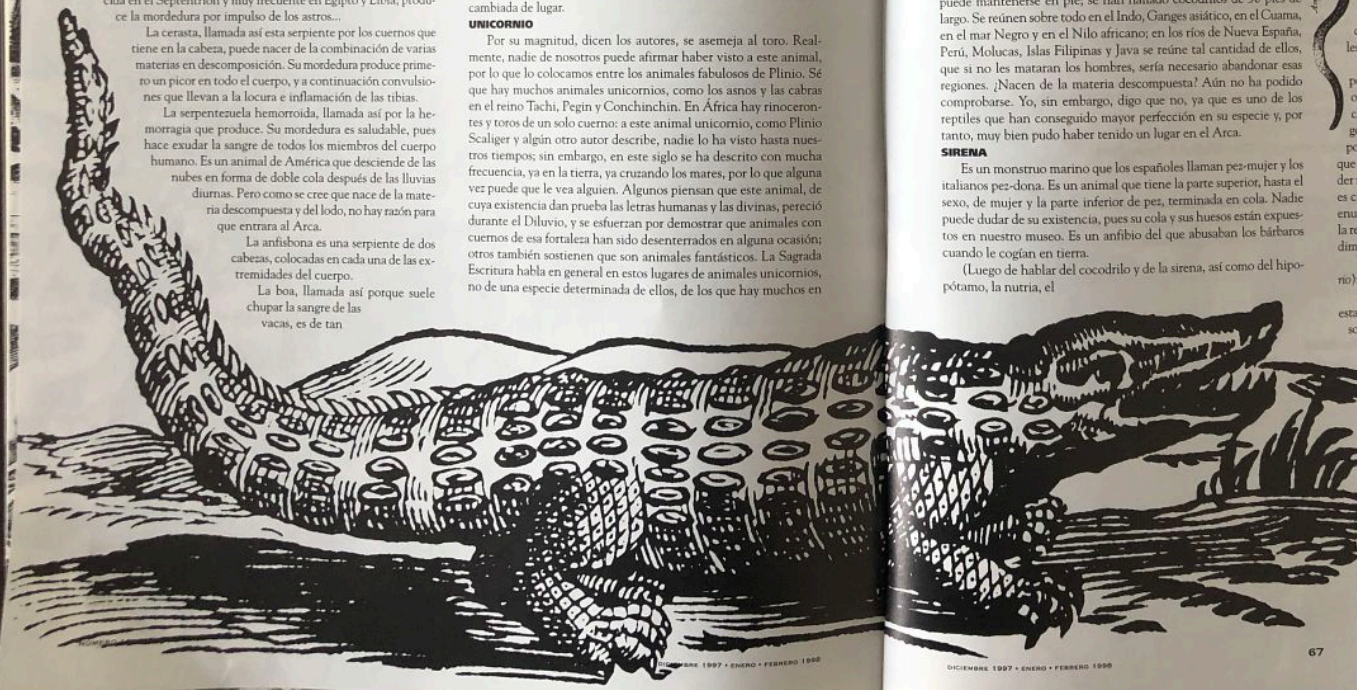 cida en el Septentrión y muy frecuente en Egipto y Libia, produ-
ce la mordedura por impulso de los astros...
La cerasta, llamada así esta serpiente por los cuernos que
tiene en la cabeza, puede nacer de la combinación de varias
materias en descomposición. Su mordedura produce prime-
ro un picor en todo el cuerpo, y a continuación convulsio-
nes que llevan a la locura e inflamación de las tibias.
La serpentezuela hemorroida, llamada así por la he-
morragia que produce. Su mordedura es saludable, pues
hace exudar la sangre de todos los miembros del cuerpo
humano. Es un animal de América que desciende de las
nubes en forma de doble cola después de las lluvias
diurnas. Pero como se cree que nace de la mate-
ria descompuesta y del lodo, no hay razón para
que entrara al Arca.
La anfisbona es una serpiente de dos
cabezas, colocadas en cada una de las ex-
tremidades del cuerpo.
La boa, llamada así porque suele
chupar la sangre de las
vacas, es de tan
cambiada de lugar.
UNICORNIO
Por su magnitud, dicen los autores, se asemeja al toro. Real-
mente, nadie de nosotros puede afirmar haber visto a este animal,
por lo que lo colocamos entre los animales fabulosos de Plinio. Sé
que hay muchos animales unicornios, como los asnos y las cabras
en el reino Tachi, Pegin y Conchinchin. En África hay rinoceron-
tes y toros de un solo cuerno: a este animal unicornio, como Plinio
Scaliger y algún otro autor describe, nadie lo ha visto hasta nues-
tros tiempos; sin embargo, en este siglo se ha descrito con mucha
frecuencia, ya en la tierra, ya cruzando los mares, por lo que alguna
vez puede que le vea alguien. Algunos piensan que este animal, de
cuya existencia dan prueba las letras humanas y las divinas, pereció
durante el Diluvio, y se esfuerzan por demostrar que animales con
cuernos de esa fortaleza han sido desenterrados en alguna ocasión;
otros también sostienen que son animales fantásticos. La Sagrada
Escritura habla en general en estos lugares de animales unicornios,
no de una especie determinada de ellos, de los que hay muchos en
DICIEMBRE 1997 • ENERO • FEBRERO 1998
puede mantenerse en pie, se han hallado cocodrilos de 30 pies de
largo. Se reúnen sobre todo en el Indo, Ganges asiático, en el Cuama,
en el mar Negro y en el Nilo africano; en los ríos de Nueva España,
Perú, Molucas, Islas Filipinas y Java se reúne tal cantidad de ellos,
que si no les mataran los hombres, sería necesario abandonar esas
regiones. ¿Nacen de la materia descompuesta? Aún no ha podido
comprobarse. Yo, sin embargo, digo que no, ya que es uno de los
reptiles que han conseguido mayor perfección en su especie y, por
tanto, muy bien pudo haber tenido un lugar en el Arca.
SIRENA
Es un monstruo marino que los españoles llaman pez-mujer y los
italianos pez-dona. Es un animal que tiene la parte superior, hasta el
sexo, de mujer y la parte inferior de pez, terminada en cola. Nadie
puede dudar de su existencia, pues su cola y sus huesos están expues-
tos en nuestro museo. Es un anfibio del que abusaban los bárbaros
cuando le cogían en tierra.
(Luego de hablar del cocodrilo y de la sirena, así como del hipo-
pótamo, la nutria, el
DICIEMBRE 1997 • ENERO • FEBRERO 1998
67